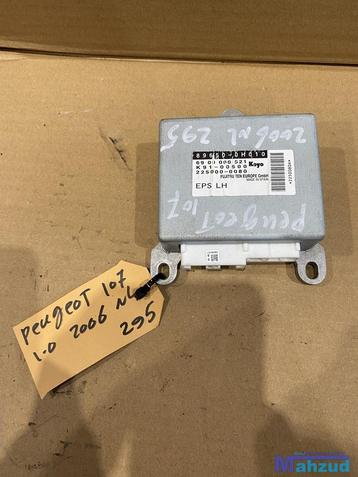 2006 NL 295
89650-0H010
69 00 000 521
Koyo
K91-00500
225000-0080
FUJITSU TEN EUROPE GmbH
MADE IN SPAIN
EPS LH
peugeot 107
peugeot 107
1.0 2006 NL
295
Mahzud